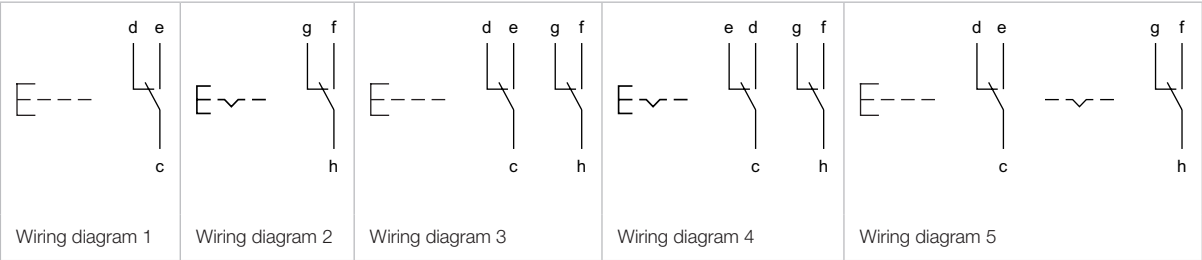 d e
c
Wiring diagram 1
g f
h
Wiring diagram 2
d e g f
c h
Wiring diagram 3
e d g f
c h
Wiring diagram 4
d e g f
c h
Wiring diagram 5